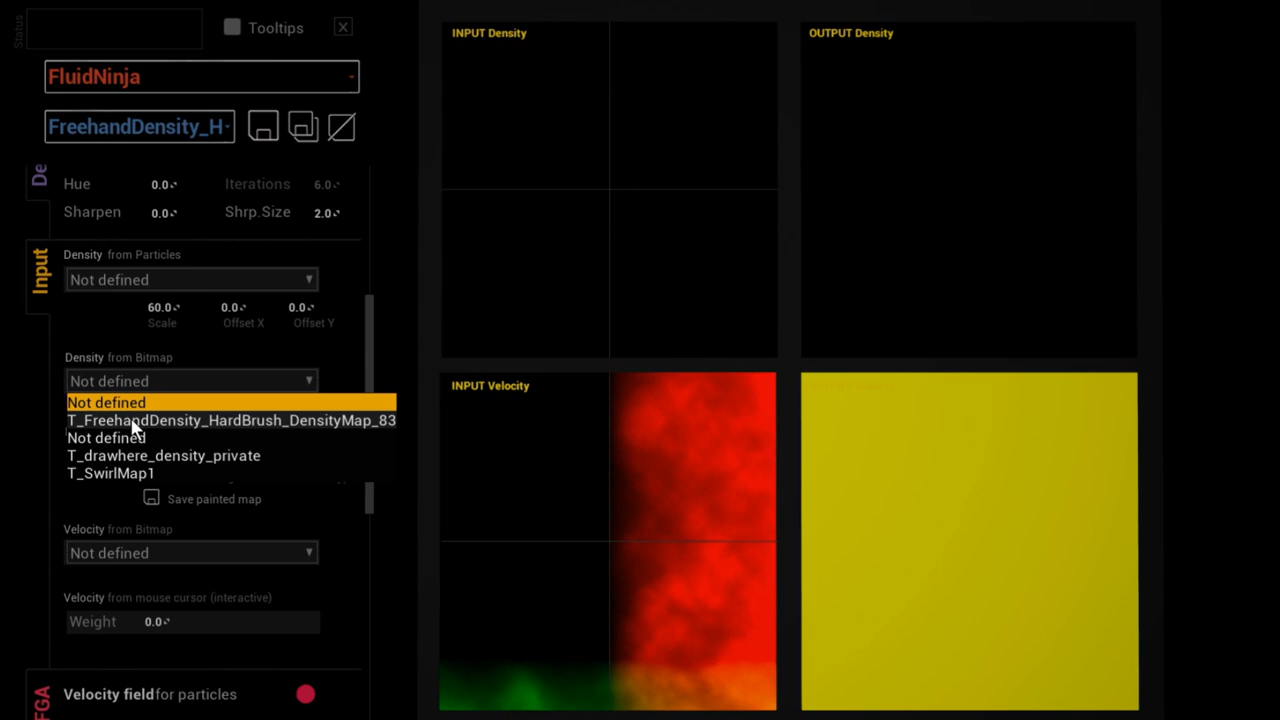 Status
Tooltips
FluidNinja
FreehandDensity_H
De
Hue 0.0 Iterations 6.0
Sharpen 0.0 Shrp.Size 2.0
Input
Density from Particles
Not defined
60.0 0.0 0.0
Scale Offset X Offset Y
Density from Bitmap
Not defined
Not defined
T_FreehandDensity_HardBrush_DensityMap_83
Not defined
T_drawhere_density_private
T_SwirlMap1
Save painted map
Velocity from Bitmap
Not defined
Velocity from mouse cursor (interactive)
Weight 0.0
FGA
Velocity field for particles
INPUT Density
OUTPUT Density
INPUT Velocity